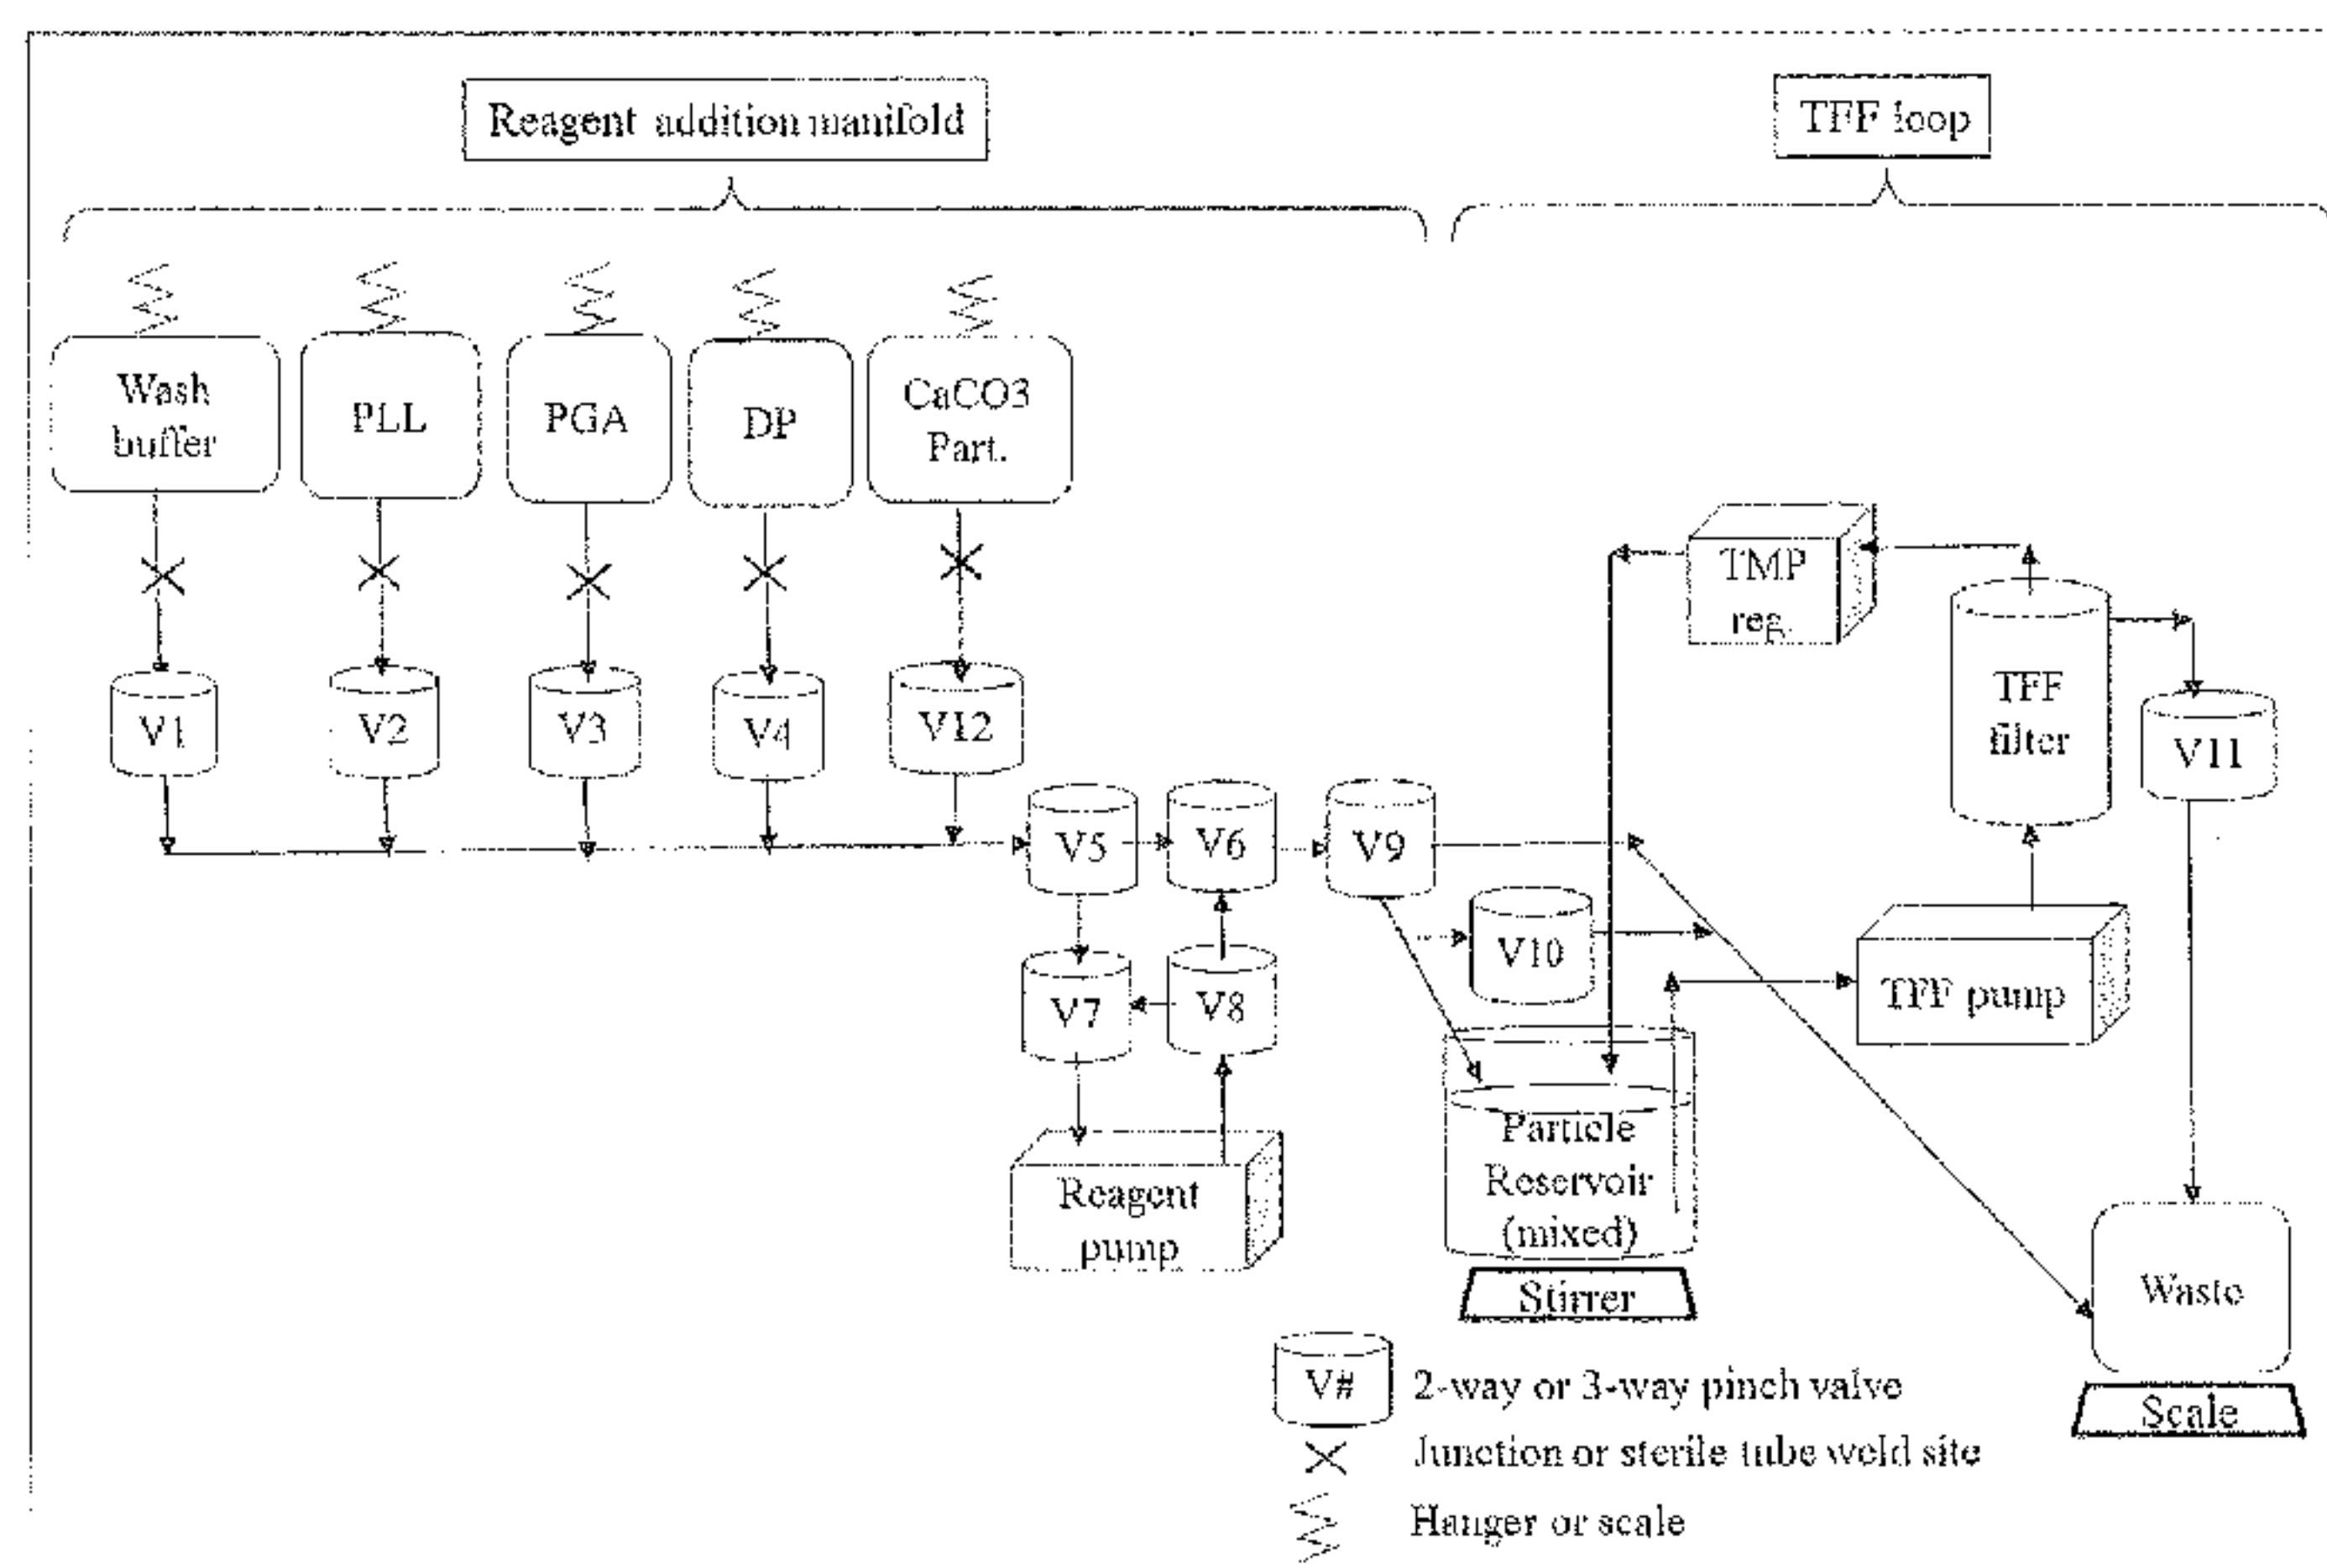 Reagent addition manifold
TFF loop
Wash
buffer
PLL
PGA
DP
CaCO3
Part.
TMP
reg.
TFF
filter
V1
V2
V3
V4
V12
V11
V5
V6
V9
V10
V7
V8
TFF pump
Particle
Reservoir
(mixed)
Reagent
pump
Stirrer
Waste
Scale
V#
2-way or 3-way pinch valve
Junction or sterile tube weld site
Hanger or scale